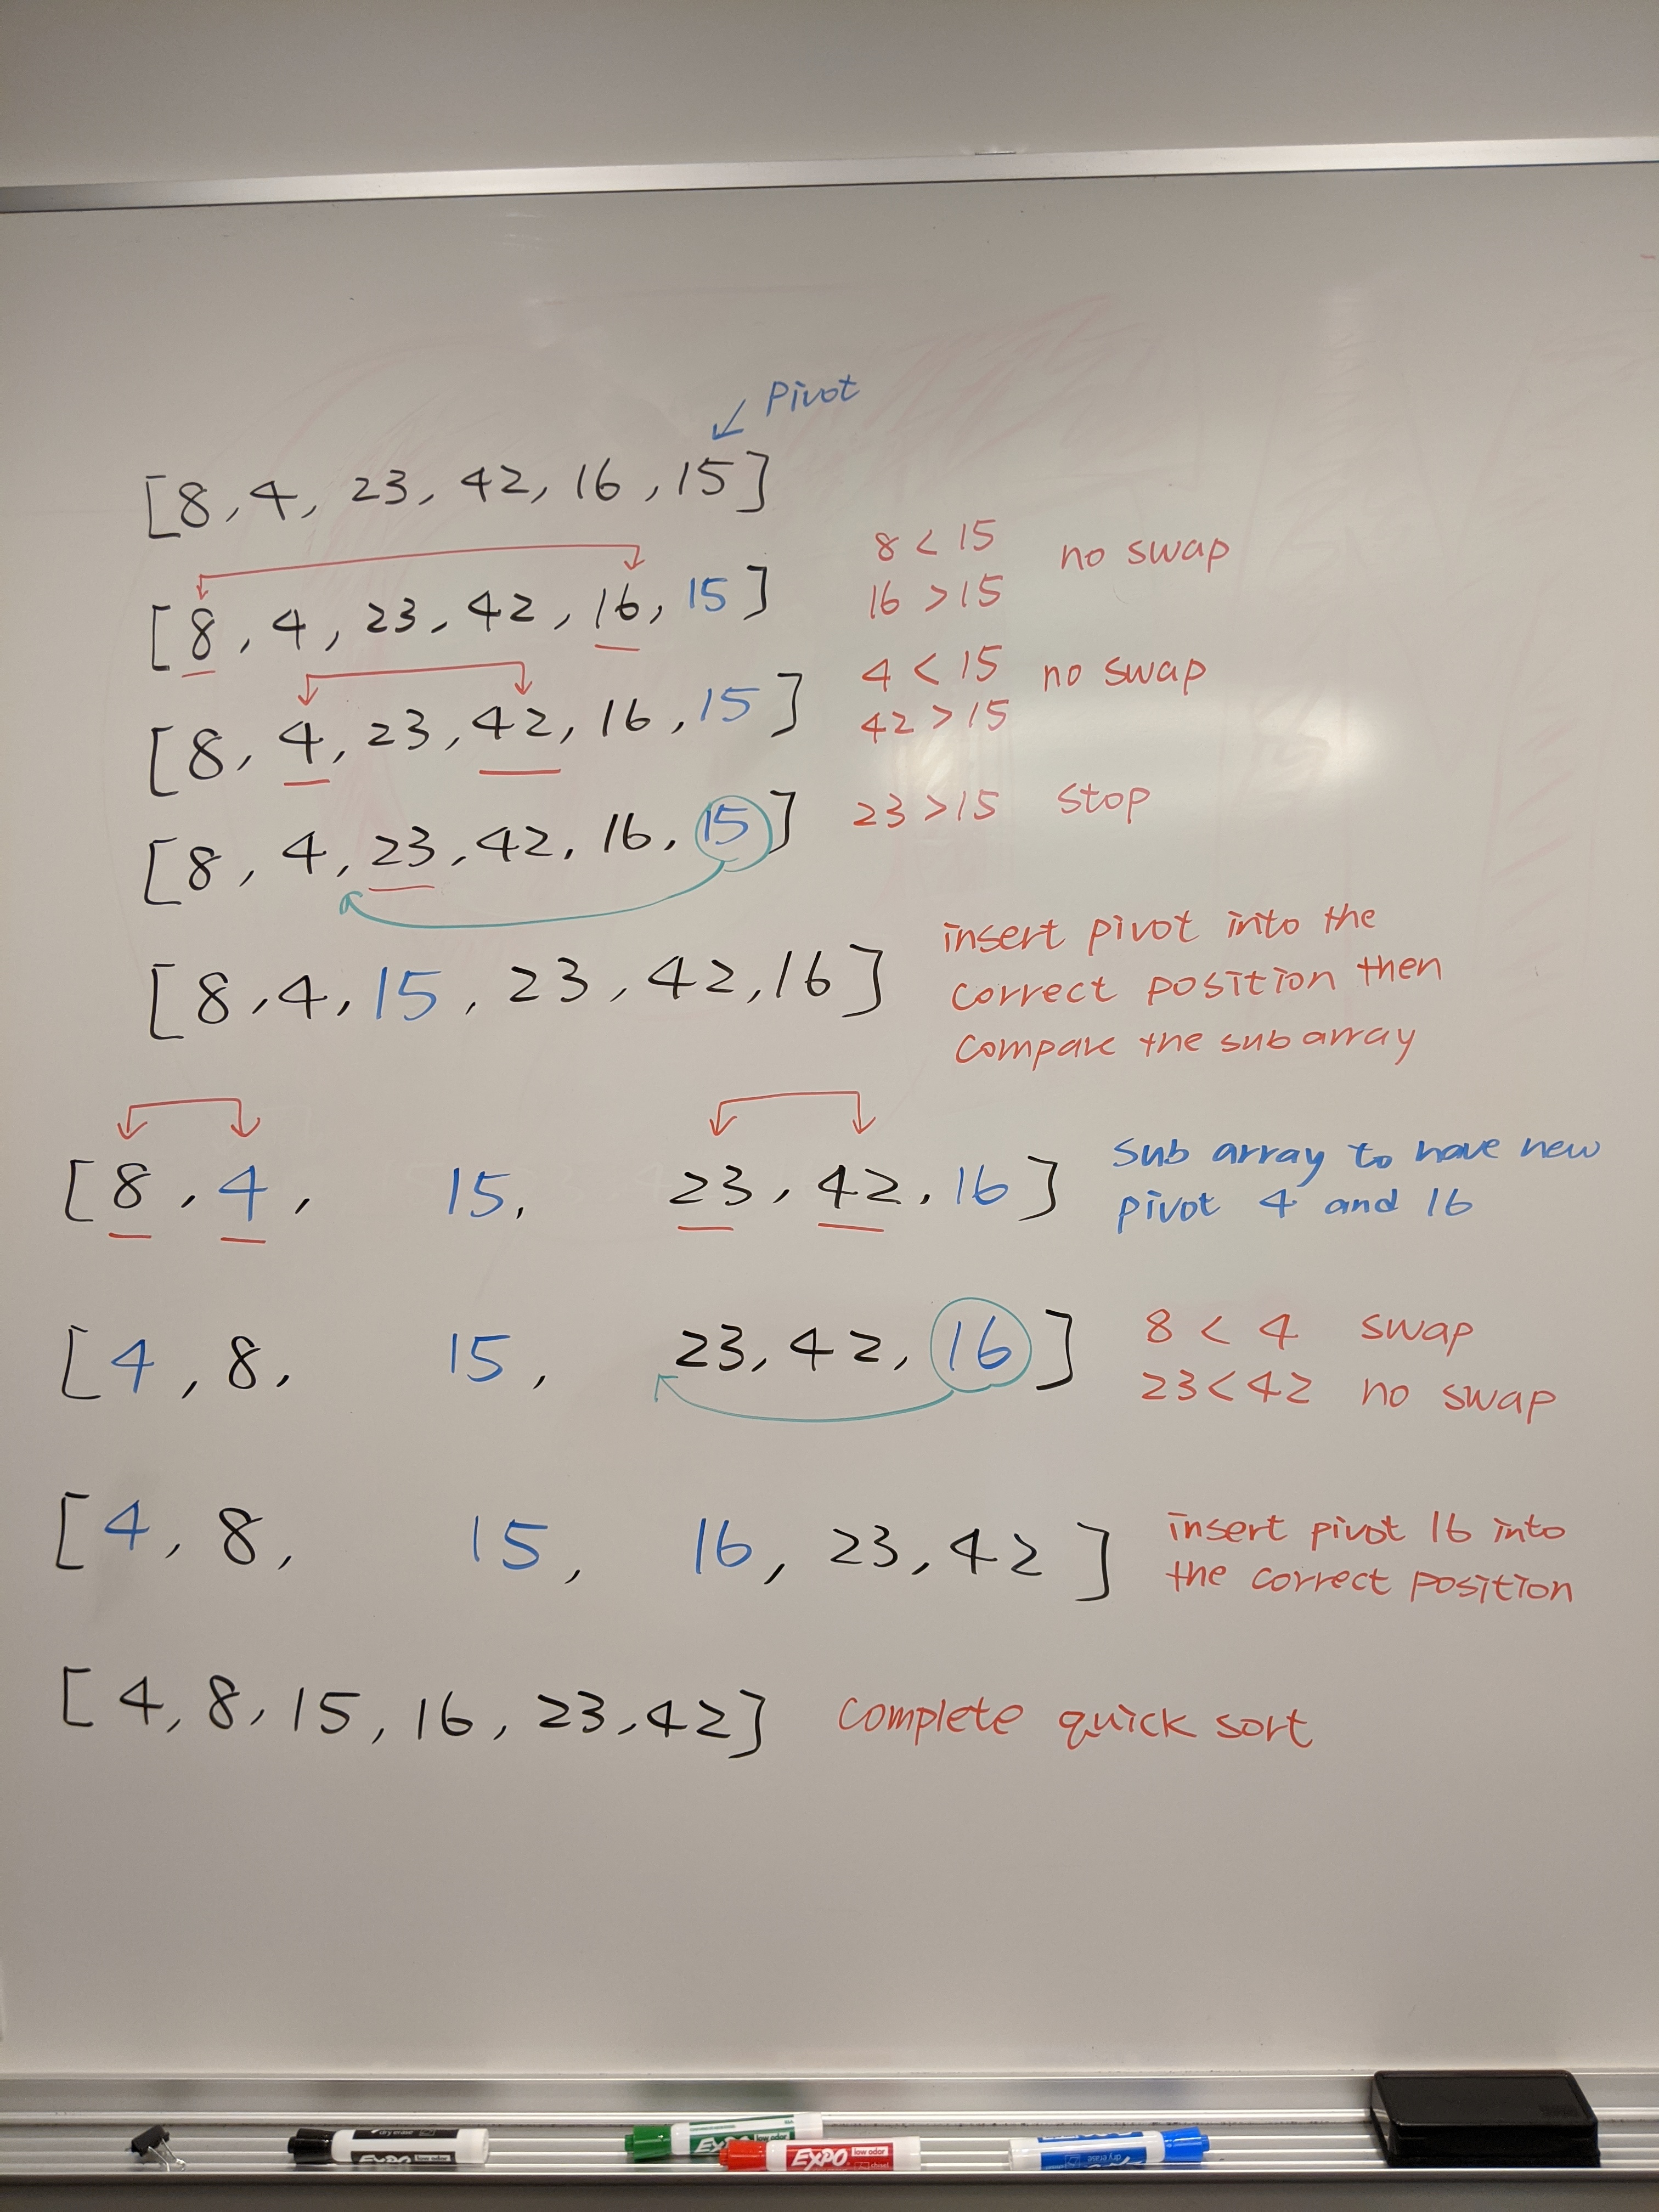 Pivot
[8, 4, 23, 42, 16, 15]
[8, 4, 23, 42, 16, 15]
8 < 15
16 > 15
no swap
[8, 4, 23, 42, 16, 15]
4 < 15
42 > 15
no swap
[8, 4, 23, 42, 16, 15]
23 > 15 stop
[8, 4, 15, 23, 42, 16]
insert pivot into the
correct position then
compare the sub array
[8, 4, 15, 23, 42, 16]
sub array to have new
pivot 4 and 16
[4, 8, 15, 23, 42, 16]
8 < 4 swap
23 < 42 no swap
[4, 8, 15, 16, 23, 42]
insert pivot 16 into
the correct position
[4, 8, 15, 16, 23, 42] complete quick sort
dry erase
EXPO
low odor
EXPO
low odor
EXPO low odor
chisel
dry erase